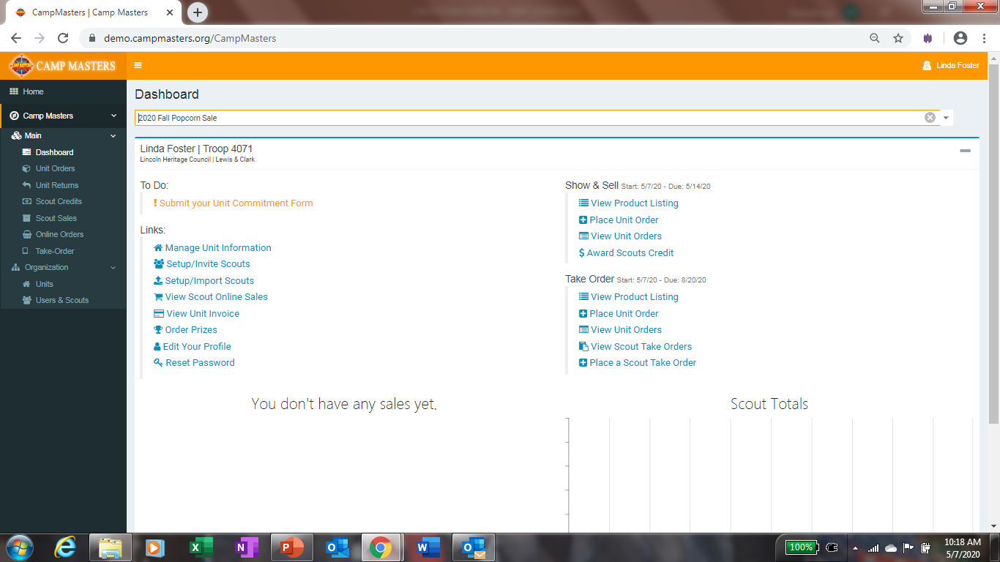 CampMasters | Camp Masters
demo.campmasters.org/CampMasters
CAMP MASTERS
Linda Foster
Home
Camp Masters
Main
Dashboard
Unit Orders
Unit Returns
Scout Credits
Scout Sales
Online Orders
Take-Order
Organization
Units
Users & Scouts
Dashboard
2020 Fall Popcorn Sale
Linda Foster | Troop 4071
Lincoln Heritage Council | Lewis & Clark
To Do:
! Submit your Unit Commitment Form
Links:
Manage Unit Information
Setup/Invite Scouts
Setup/Import Scouts
View Scout Online Sales
View Unit Invoice
Order Prizes
Edit Your Profile
Reset Password
Show & Sell Start: 5/7/20 - Due: 5/14/20
View Product Listing
Place Unit Order
View Unit Orders
$ Award Scouts Credit
Take Order Start: 5/7/20 - Due: 8/20/20
View Product Listing
Place Unit Order
View Unit Orders
View Scout Take Orders
Place a Scout Take Order
You don't have any sales yet.
Scout Totals
100%
10:18 AM
5/7/2020